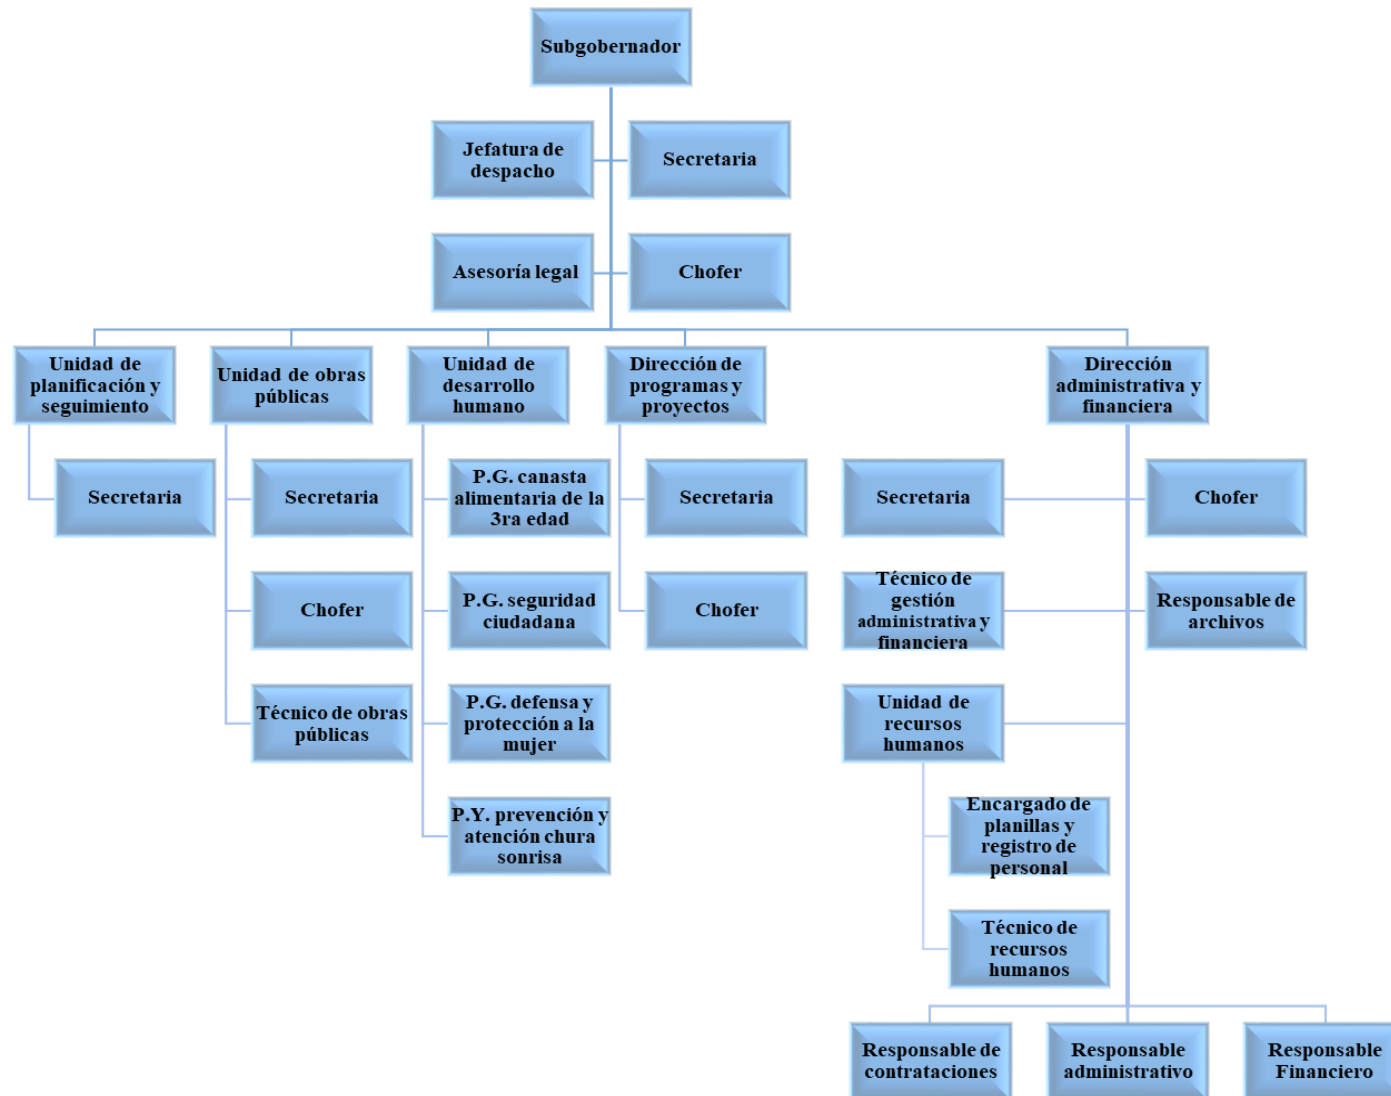 Subgobernador
Jefatura de
despacho
Secretaria
Asesoría legal
Chofer
Unidad de
planificación y
seguimiento
Unidad de obras
públicas
Unidad de
desarrollo
humano
Dirección de
programas y
proyectos
Dirección
administrativa y
financiera
Secretaria
Secretaria
P.G. canasta
alimentaria de la
3ra edad
Secretaria
Secretaria
Chofer
Chofer
P.G. seguridad
ciudadana
Chofer
Técnico de
gestión
administrativa y
financiera
Responsable de
archivos
Técnico de obras
públicas
P.G. defensa y
protección a la
mujer
Unidad de
recursos
humanos
P.Y. prevención y
atención chura
sonrisa
Encargado de
planillas y
registro de
personal
Técnico de
recursos
humanos
Responsable de
contrataciones
Responsable
administrativo
Responsable
Financiero